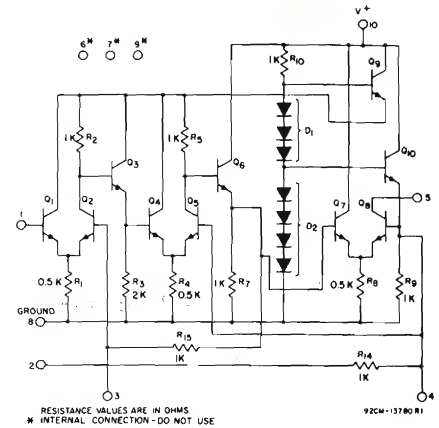 V+
10
6* 7* 9*
1K R10
Q9
1K R2
1K R5
Q3
Q6
D1
Q10
Q1 Q2 Q4 Q5
D2
Q7 Q8
5
1
0.5 K R1
R3
2K
R4
0.5K
1K R7
0.5K R8
R9
1K
GROUND
8
R15
1K
2
R14
1K
3
4
RESISTANCE VALUES ARE IN OHMS
* INTERNAL CONNECTION - DO NOT USE
92CM-13780R1